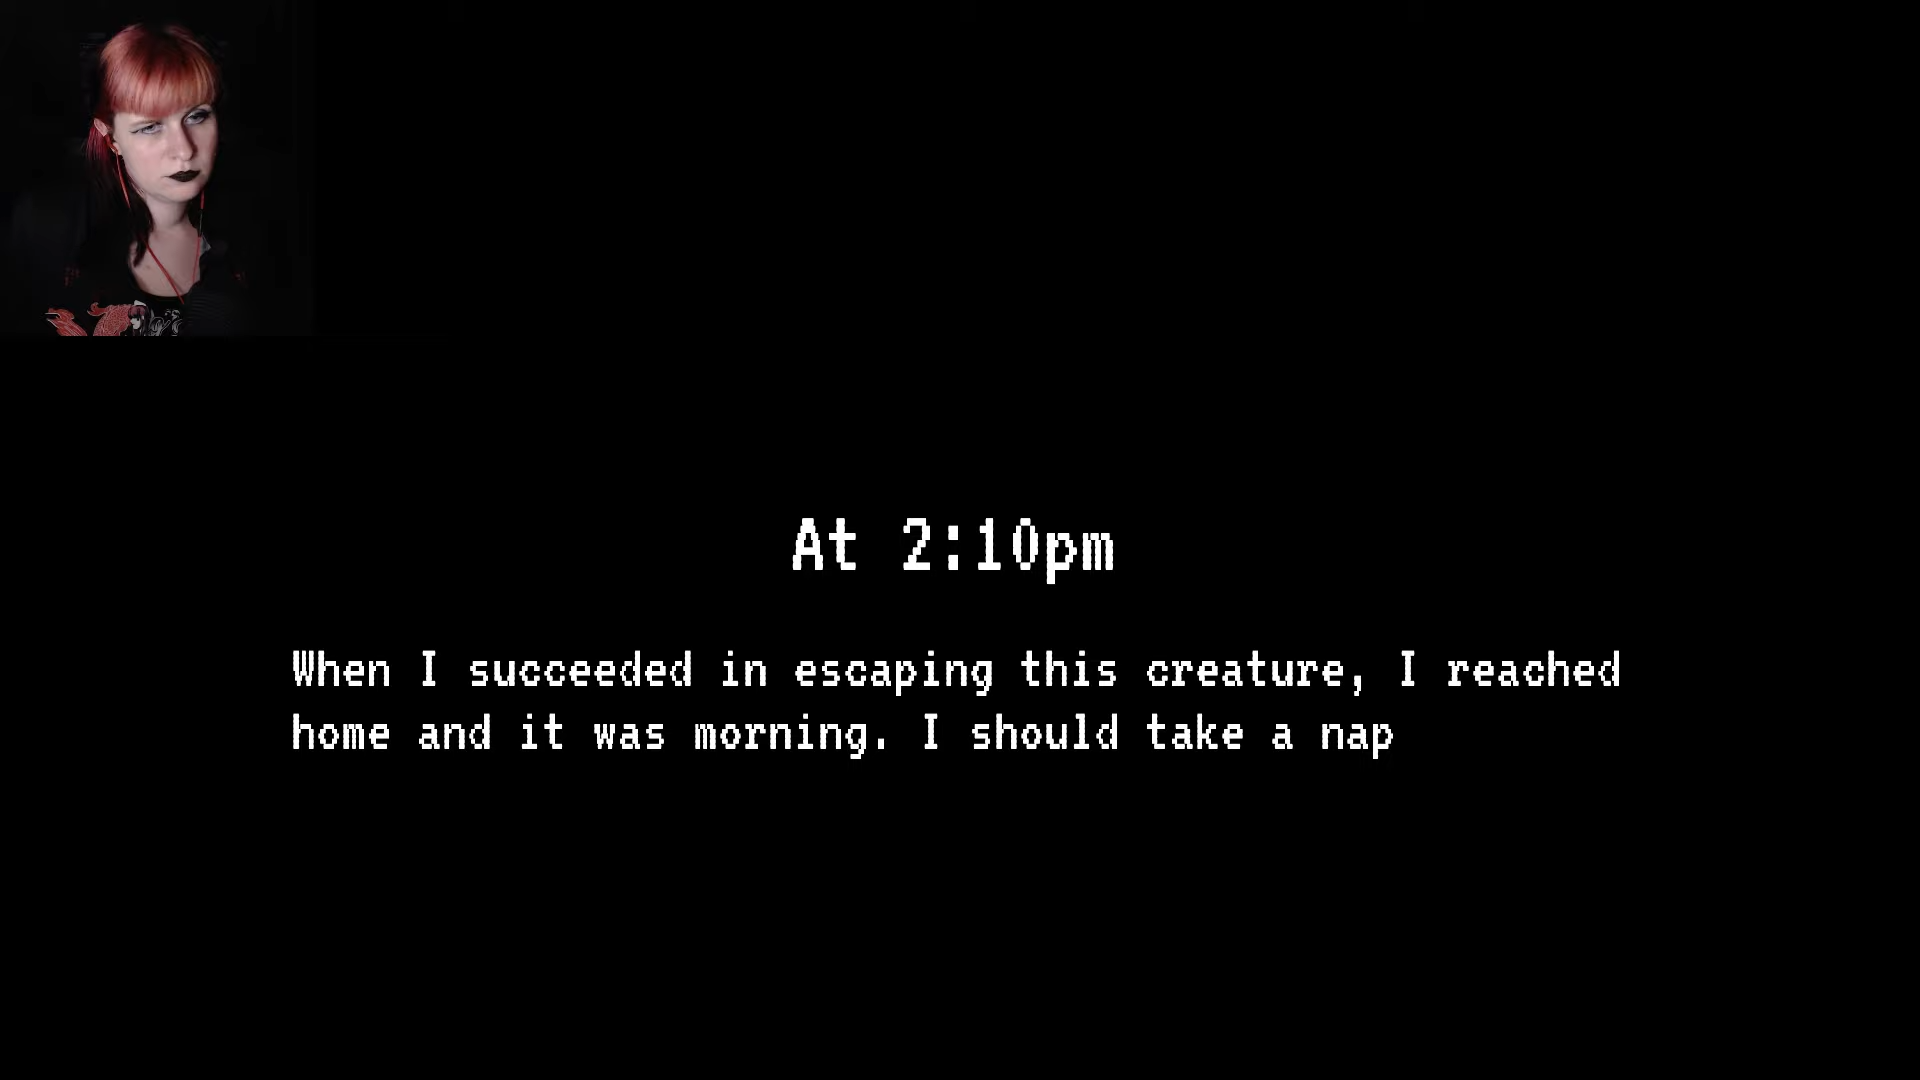 At 2:10pm
When I succeeded in escaping this creature, I reached
home and it was morning. I should take a nap